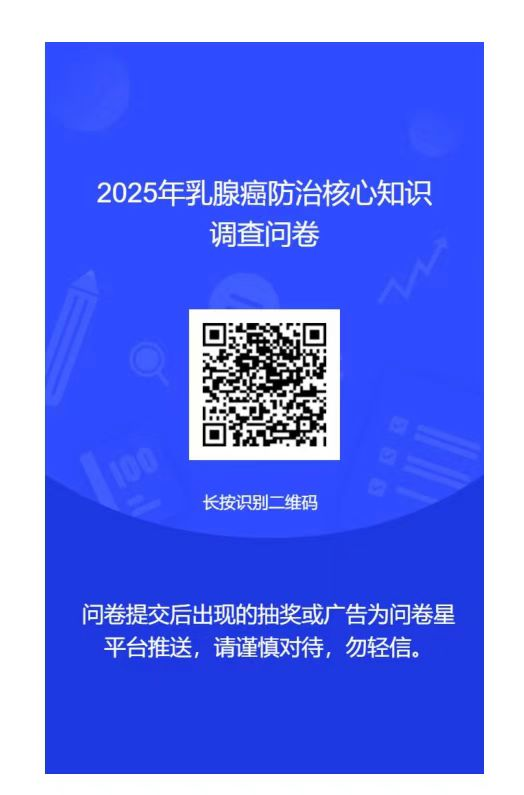 2025年乳腺癌防治核心知识
调查问卷
100
长按识别二维码
问卷提交后出现的抽奖或广告为问卷星
平台推送，请谨慎对待，勿轻信。